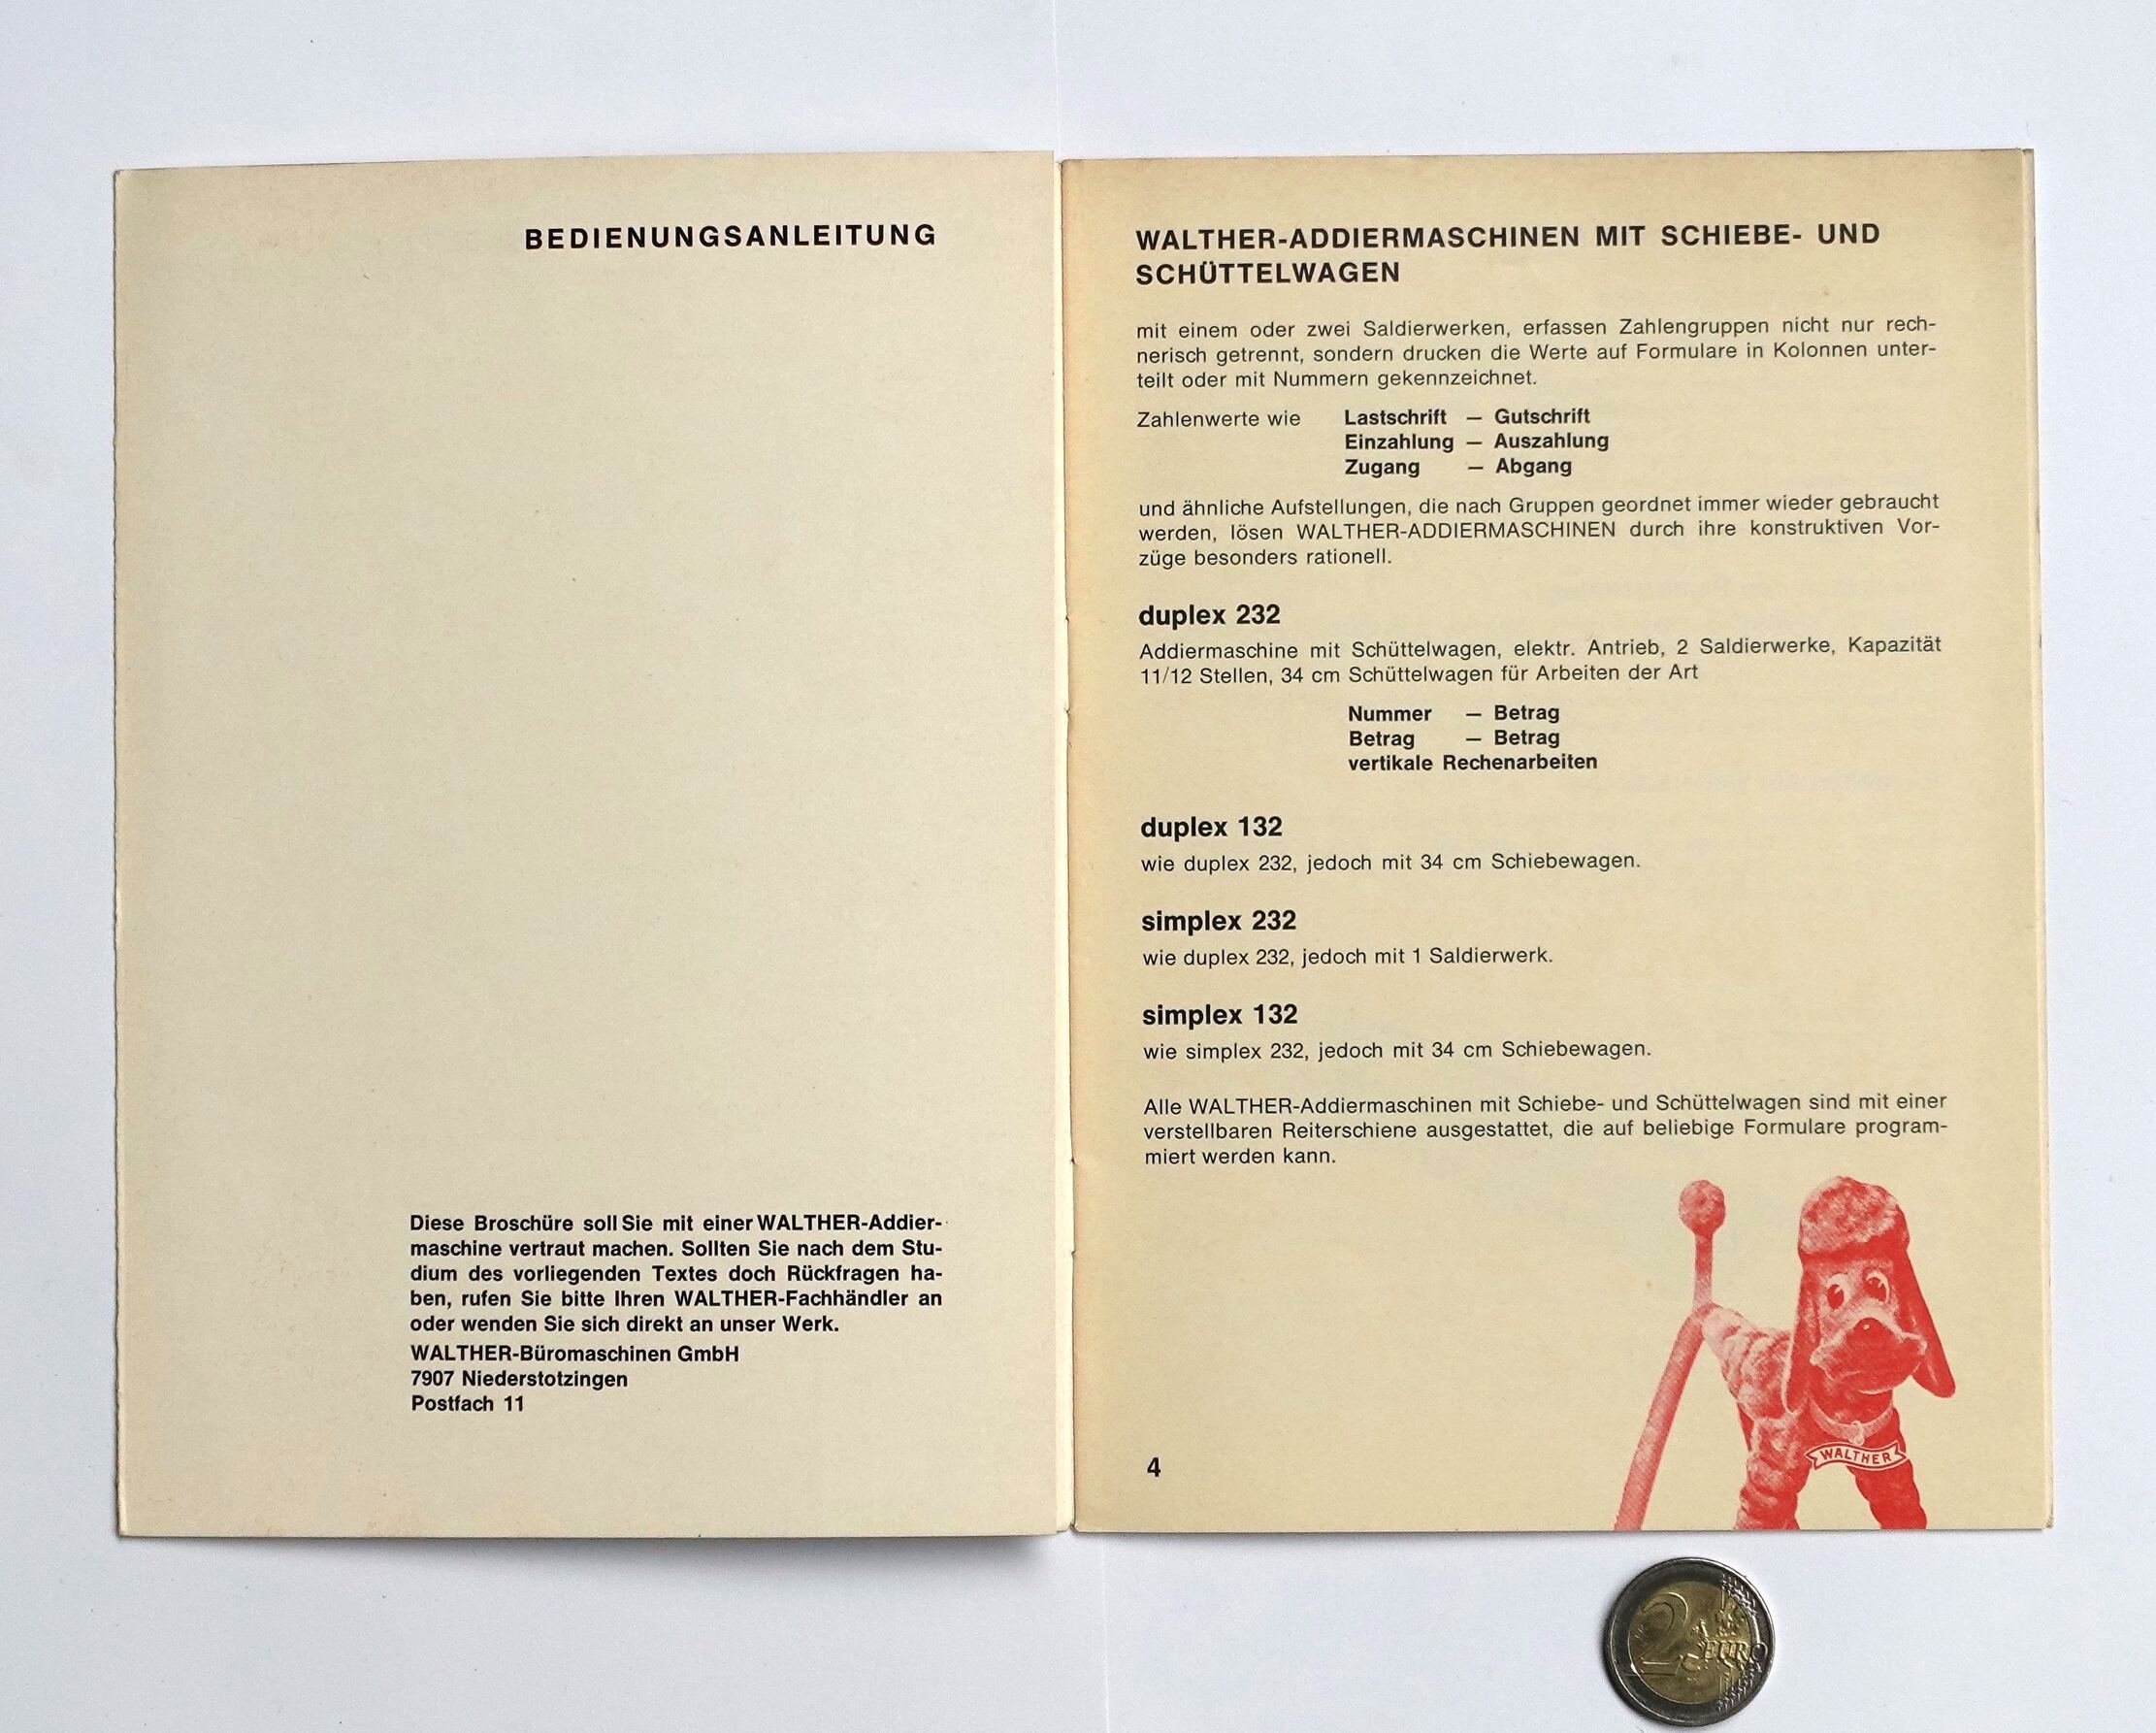 BEDIENUNGSANLEITUNG
Diese Broschüre soll Sie mit einer WALTHER-Addier-
maschine vertraut machen. Sollten Sie nach dem Stu-
dium des vorliegenden Textes doch Rückfragen ha-
ben, rufen Sie bitte Ihren WALTHER-Fachhändler an
oder wenden Sie sich direkt an unser Werk.
WALTHER-Büromaschinen GmbH
7907 Niederstotzingen
Postfach 11
WALTHER-ADDIERMASCHINEN MIT SCHIEBE- UND
SCHÜTTELWAGEN
mit einem oder zwei Saldierwerken, erfassen Zahlengruppen nicht nur rech-
nerisch getrennt, sondern drucken die Werte auf Formulare in Kolonnen unter-
teilt oder mit Nummern gekennzeichnet.
Zahlenwerte wie Lastschrift — Gutschrift
Einzahlung — Auszahlung
Zugang — Abgang
und ähnliche Aufstellungen, die nach Gruppen geordnet immer wieder gebraucht
werden, lösen WALTHER-ADDIERMASCHINEN durch ihre konstruktiven Vor-
züge besonders rationell.
duplex 232
Addiermaschine mit Schüttelwagen, elektr. Antrieb, 2 Saldierwerke, Kapazität
11/12 Stellen, 34 cm Schüttelwagen für Arbeiten der Art
Nummer — Betrag
Betrag — Betrag
vertikale Rechenarbeiten
duplex 132
wie duplex 232, jedoch mit 34 cm Schiebewagen.
simplex 232
wie duplex 232, jedoch mit 1 Saldierwerk.
simplex 132
wie simplex 232, jedoch mit 34 cm Schiebewagen.
Alle WALTHER-Addiermaschinen mit Schiebe- und Schüttelwagen sind mit einer
verstellbaren Reiterschiene ausgestattet, die auf beliebige Formulare program-
miert werden kann.
WALTHER
4
2 EURO